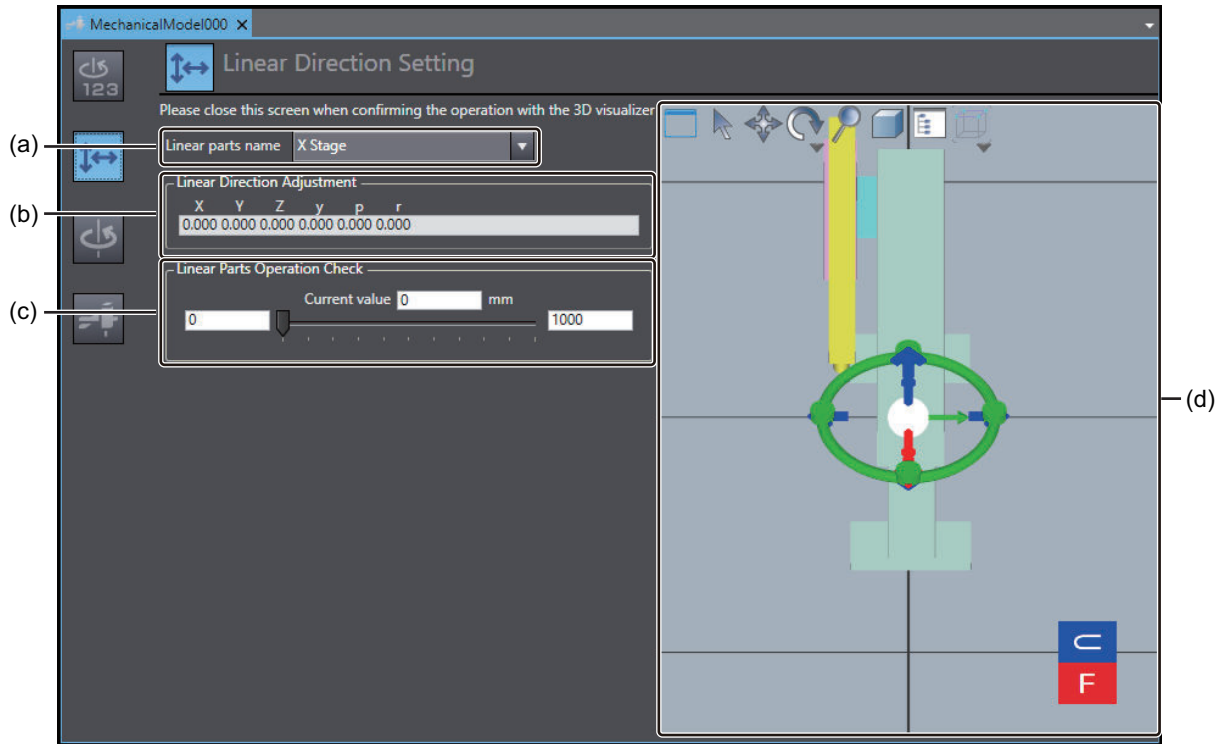 MechanicalModel000
123
Linear Direction Setting
Please close this screen when confirming the operation with the 3D visualizer
(a)
Linear parts name X Stage
(b)
Linear Direction Adjustment
X Y Z y p r
0.000 0.000 0.000 0.000 0.000 0.000
(c)
Linear Parts Operation Check
Current value 0 mm
0 1000
(d)
F